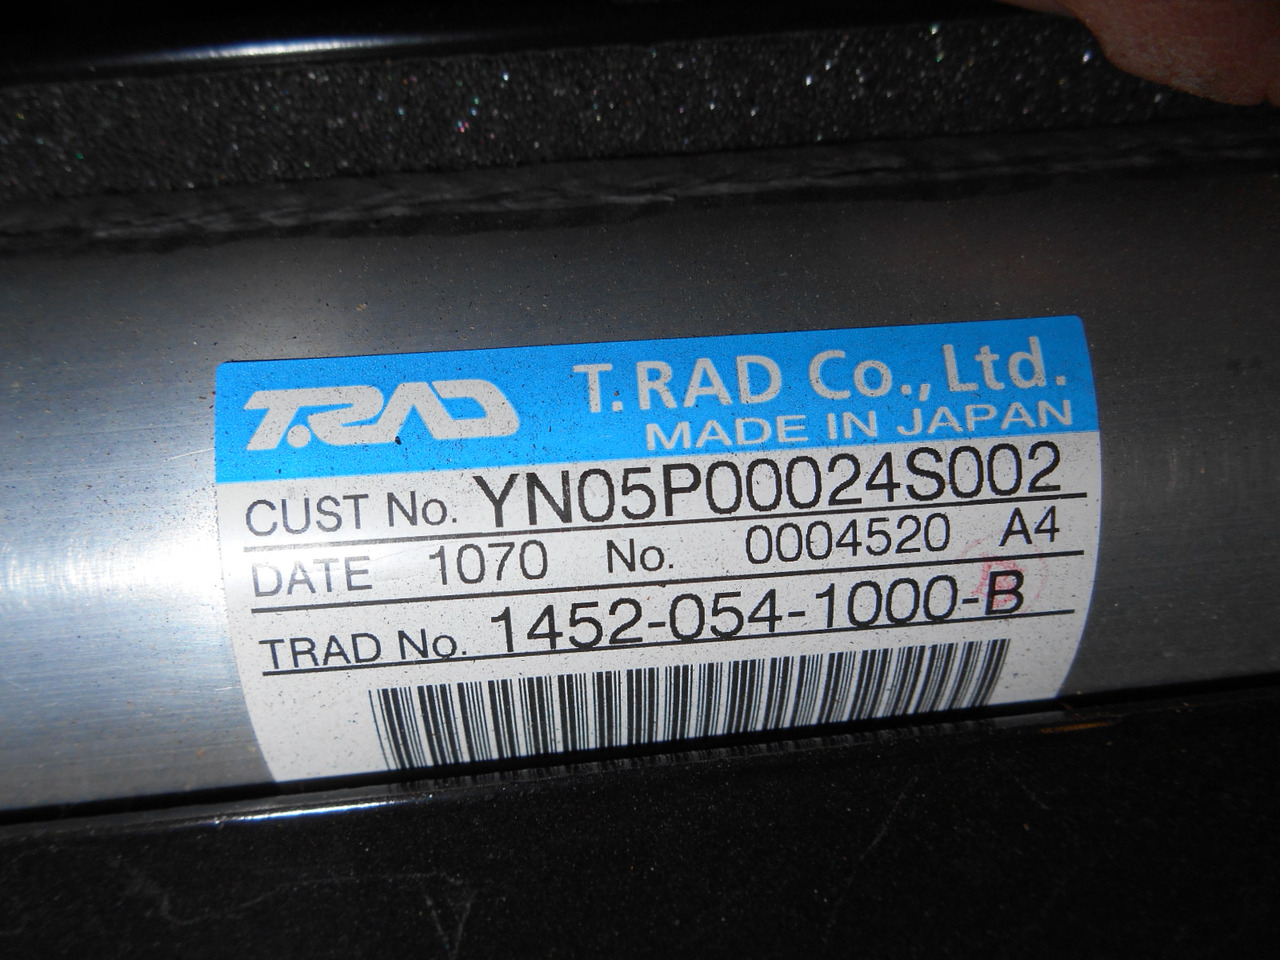 T.RAD T.RAD Co., Ltd.
MADE IN JAPAN
CUST No. YN05P00024S002
DATE 1070 No. 0004520 A4
TRAD No. 1452-054-1000-B